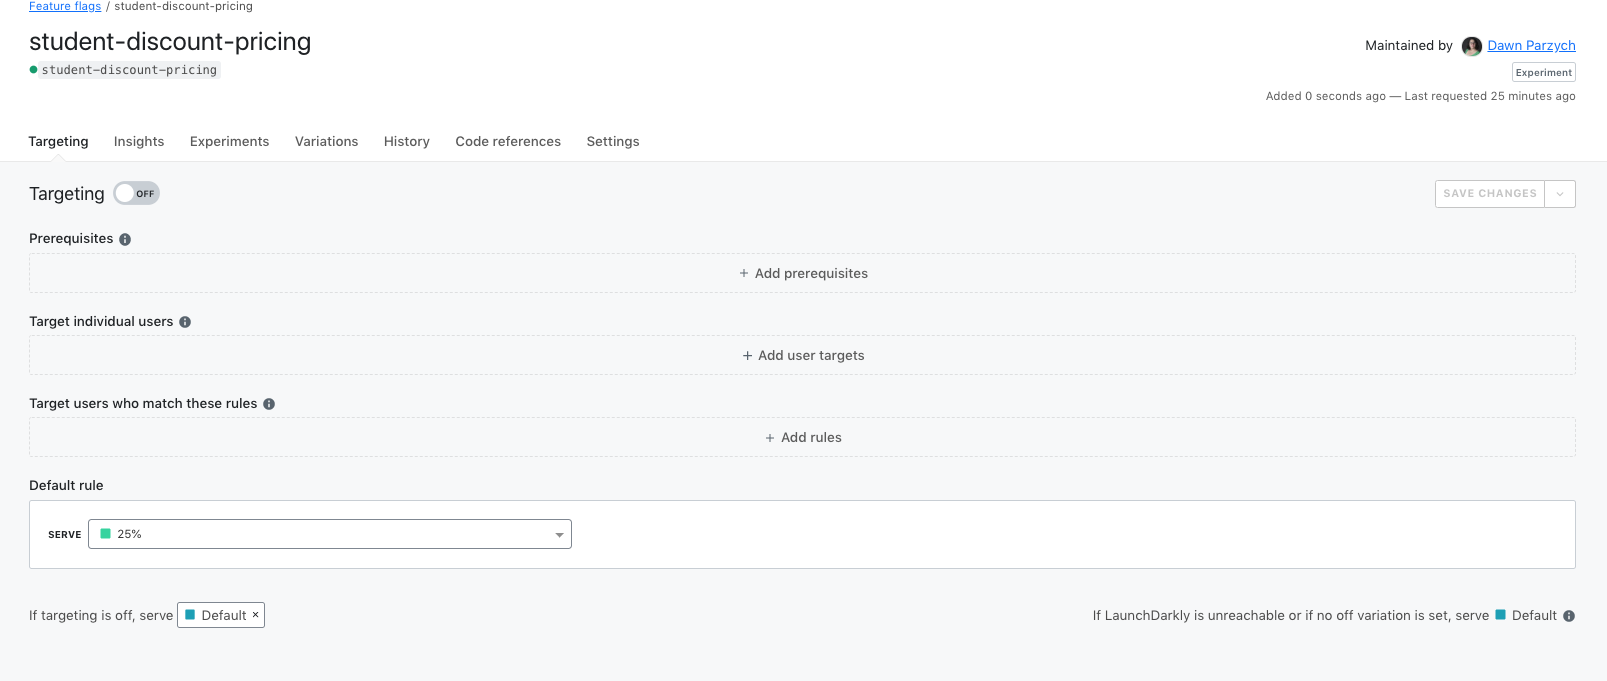 Feature flags / student-discount-pricing
student-discount-pricing
Maintained by Dawn Parzych
student-discount-pricing
Experiment
Added 0 seconds ago — Last requested 25 minutes ago
Targeting Insights Experiments Variations History Code references Settings
Targeting OFF
SAVE CHANGES
Prerequisites
+ Add prerequisites
Target individual users
+ Add user targets
Target users who match these rules
+ Add rules
Default rule
SERVE 25%
If targeting is off, serve Default ×
If LaunchDarkly is unreachable or if no off variation is set, serve Default